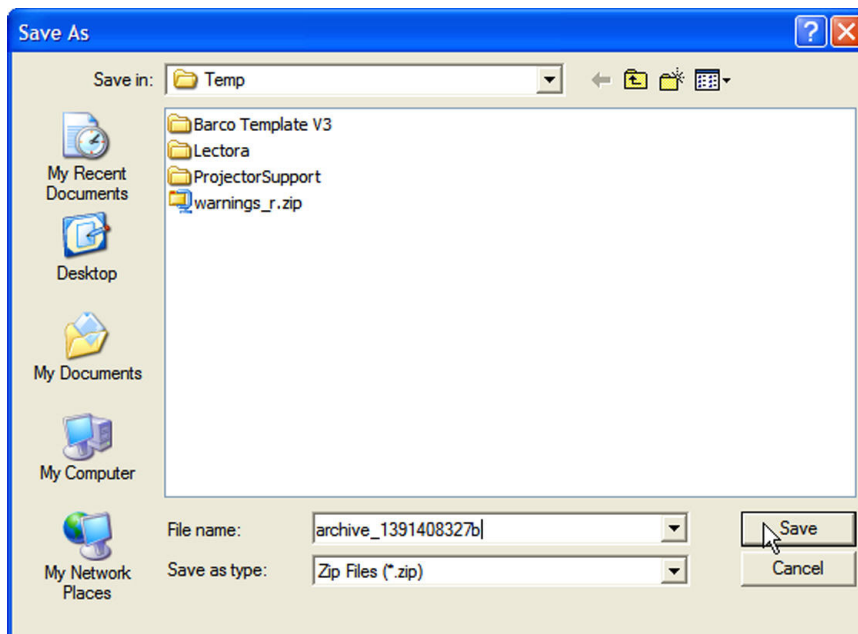 Save As
Save in:
Temp
Barco Template V3
Lectora
ProjectorSupport
warnings_r.zip
My Recent
Documents
Desktop
My Documents
My Computer
My Network
Places
File name:
archive_1391408327b
Save
Save as type:
Zip Files (*.zip)
Cancel